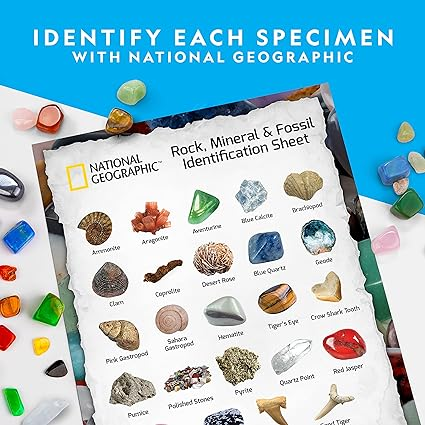 IDENTIFY EACH SPECIMEN
WITH NATIONAL GEOGRAPHIC
NATIONAL
GEOGRAPHIC™
Rock, Mineral & Fossil
Identification Sheet
Ammonite
Aragonite
Aventurine
Blue Calcite
Brachiopod
Clam
Coprolite
Desert Rose
Blue Quartz
Geode
Pink Gastropod
Sahara
Gastropod
Hematite
Tiger's Eye
Crow Shark Tooth
Pumice
Polished Stones
Pyrite
Quartz Point
Red Jasper
Tiger